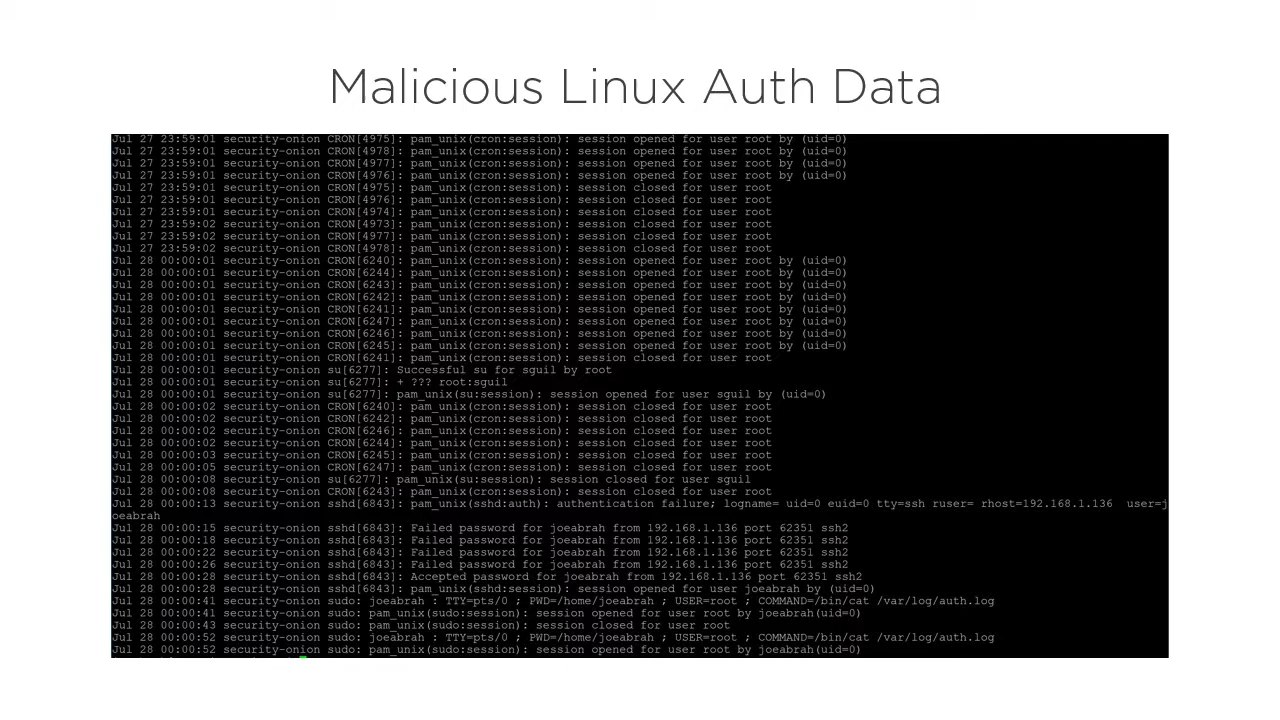 Malicious Linux Auth Data
Jul 27 23:59:01 security-onion CRON[4975]: pam_unix(cron:session): session opened for user root by (uid=0)
Jul 27 23:59:01 security-onion CRON[4978]: pam_unix(cron:session): session opened for user root by (uid=0)
Jul 27 23:59:01 security-onion CRON[4977]: pam_unix(cron:session): session opened for user root by (uid=0)
Jul 27 23:59:01 security-onion CRON[4976]: pam_unix(cron:session): session opened for user root by (uid=0)
Jul 27 23:59:01 security-onion CRON[4975]: pam_unix(cron:session): session closed for user root
Jul 27 23:59:01 security-onion CRON[4976]: pam_unix(cron:session): session closed for user root
Jul 27 23:59:01 security-onion CRON[4974]: pam_unix(cron:session): session closed for user root
Jul 27 23:59:02 security-onion CRON[4973]: pam_unix(cron:session): session closed for user root
Jul 27 23:59:02 security-onion CRON[4977]: pam_unix(cron:session): session closed for user root
Jul 27 23:59:02 security-onion CRON[4978]: pam_unix(cron:session): session closed for user root
Jul 28 00:00:01 security-onion CRON[6240]: pam_unix(cron:session): session opened for user root by (uid=0)
Jul 28 00:00:01 security-onion CRON[6244]: pam_unix(cron:session): session opened for user root by (uid=0)
Jul 28 00:00:01 security-onion CRON[6243]: pam_unix(cron:session): session opened for user root by (uid=0)
Jul 28 00:00:01 security-onion CRON[6242]: pam_unix(cron:session): session opened for user root by (uid=0)
Jul 28 00:00:01 security-onion CRON[6241]: pam_unix(cron:session): session opened for user root by (uid=0)
Jul 28 00:00:01 security-onion CRON[6247]: pam_unix(cron:session): session opened for user root by (uid=0)
Jul 28 00:00:01 security-onion CRON[6246]: pam_unix(cron:session): session opened for user root by (uid=0)
Jul 28 00:00:01 security-onion CRON[6245]: pam_unix(cron:session): session opened for user root by (uid=0)
Jul 28 00:00:01 security-onion CRON[6241]: pam_unix(cron:session): session closed for user root
Jul 28 00:00:01 security-onion su[6277]: Successful su for sguil by root
Jul 28 00:00:01 security-onion su[6277]: + ??? root:sguil
Jul 28 00:00:01 security-onion su[6277]: pam_unix(su:session): session opened for user sguil by (uid=0)
Jul 28 00:00:02 security-onion CRON[6240]: pam_unix(cron:session): session closed for user root
Jul 28 00:00:02 security-onion CRON[6242]: pam_unix(cron:session): session closed for user root
Jul 28 00:00:02 security-onion CRON[6246]: pam_unix(cron:session): session closed for user root
Jul 28 00:00:02 security-onion CRON[6244]: pam_unix(cron:session): session closed for user root
Jul 28 00:00:03 security-onion CRON[6245]: pam_unix(cron:session): session closed for user root
Jul 28 00:00:05 security-onion CRON[6247]: pam_unix(cron:session): session closed for user root
Jul 28 00:00:08 security-onion su[6277]: pam_unix(su:session): session closed for user sguil
Jul 28 00:00:08 security-onion CRON[6243]: pam_unix(cron:session): session closed for user root
Jul 28 00:00:13 security-onion sshd[6843]: pam_unix(sshd:auth): authentication failure; logname= uid=0 euid=0 tty=ssh ruser= rhost=192.168.1.136  user=j
oeabrah
Jul 28 00:00:15 security-onion sshd[6843]: Failed password for joeabrah from 192.168.1.136 port 62351 ssh2
Jul 28 00:00:18 security-onion sshd[6843]: Failed password for joeabrah from 192.168.1.136 port 62351 ssh2
Jul 28 00:00:22 security-onion sshd[6843]: Failed password for joeabrah from 192.168.1.136 port 62351 ssh2
Jul 28 00:00:26 security-onion sshd[6843]: Failed password for joeabrah from 192.168.1.136 port 62351 ssh2
Jul 28 00:00:28 security-onion sshd[6843]: Accepted password for joeabrah from 192.168.1.136 port 62351 ssh2
Jul 28 00:00:28 security-onion sshd[6843]: pam_unix(sshd:session): session opened for user joeabrah by (uid=0)
Jul 28 00:00:41 security-onion sudo: joeabrah : TTY=pts/0 ; PWD=/home/joeabrah ; USER=root ; COMMAND=/bin/cat /var/log/auth.log
Jul 28 00:00:41 security-onion sudo: pam_unix(sudo:session): session opened for user root by joeabrah(uid=0)
Jul 28 00:00:43 security-onion sudo: pam_unix(sudo:session): session closed for user root
Jul 28 00:00:52 security-onion sudo: joeabrah : TTY=pts/0 ; PWD=/home/joeabrah ; USER=root ; COMMAND=/bin/cat /var/log/auth.log
Jul 28 00:00:52 security-onion sudo: pam_unix(sudo:session): session opened for user root by joeabrah(uid=0)